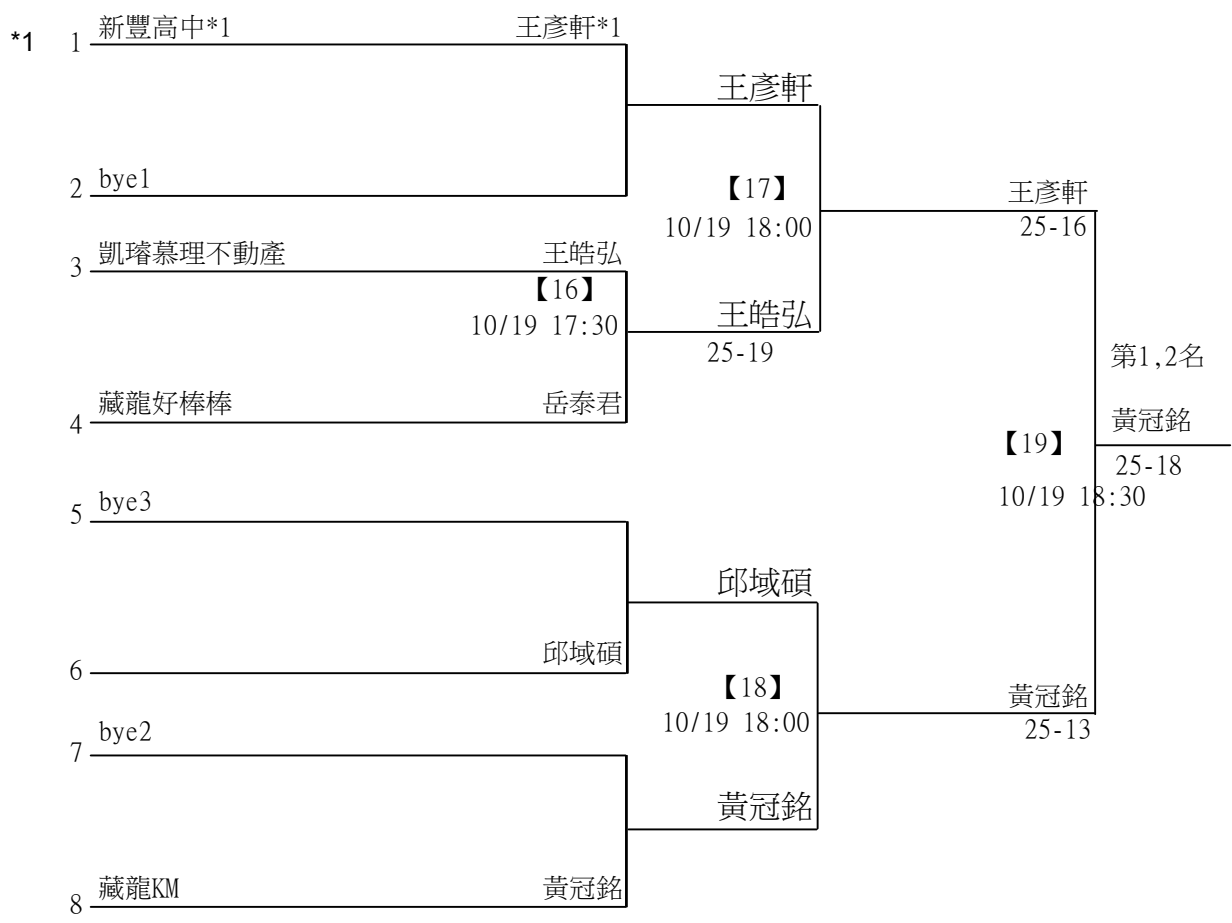 *1 1 新豐高中*1 王彥軒*1
王彥軒
2 bye1
【17】
10/19 18:00
王彥軒
25-16
3 凱璿慕理不動產 王皓弘
【16】
10/19 17:30
王皓弘
25-19
4 藏龍好棒棒 岳泰君
第1,2名
黃冠銘
25-18
【19】
10/19 18:30
5 bye3
邱域碩
6 邱域碩
【18】
10/19 18:00
黃冠銘
25-13
7 bye2
黃冠銘
8 藏龍KM 黃冠銘